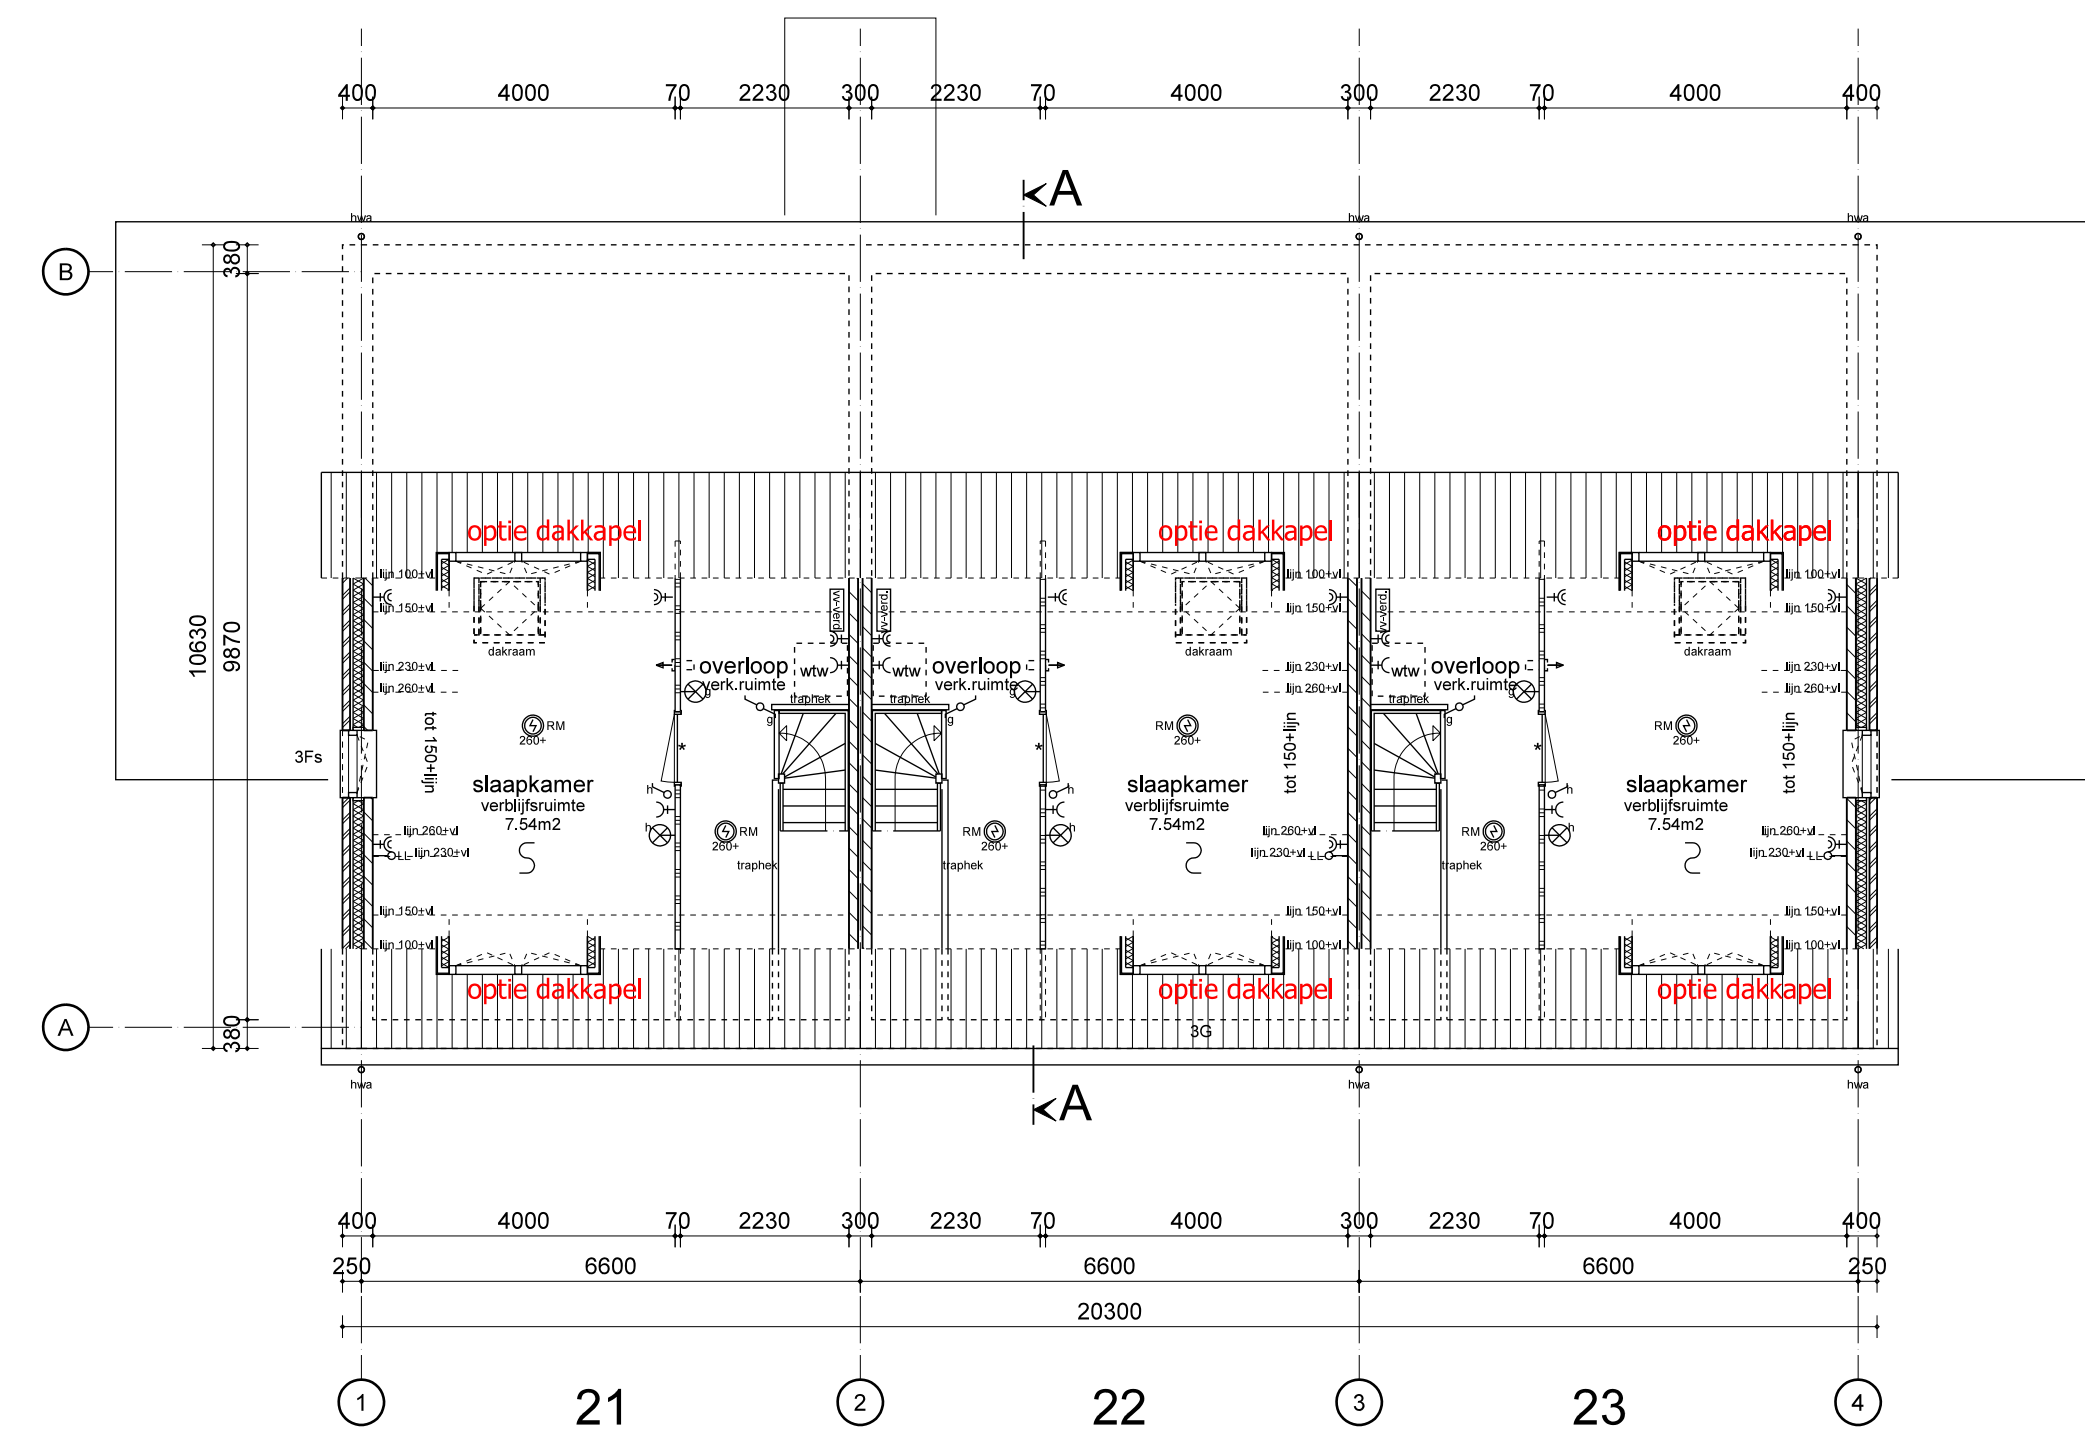 400 4000 70 2230 300 2230 70 4000 300 2230 70 4000 400
A
hwa hwa hwa
B
380
10630
9870
380
A
optie dakkapel optie dakkapel optie dakkapel
lijn 100+vl lijn 100+vl lijn 100+vl
lijn 150+vl lijn 150+vl lijn 150+vl
vv-verd. vv-verd. vv-verd.
dakraam dakraam dakraam
lijn 230+vl overloop wtw wtw overloop lijn 230+vl wtw overloop lijn 230+vl
verk.ruimte verk.ruimte verk.ruimte
lijn 260+vl g g lijn 260+vl g lijn 260+vl
traphek traphek traphek
g g g
RM RM RM
260+ 260+ 260+
tot 150+lijn tot 150+lijn tot 150+lijn
* * *
3Fs
slaapkamer slaapkamer slaapkamer
h h h
verblijfsruimte verblijfsruimte verblijfsruimte
7.54m2 7.54m2 7.54m2
lijn 260+vl h RM RM h lijn 260+vl RM h lijn 260+vl
260+ 260+ 260+
LL lijn 230+vl lijn 230+vl LL lijn 230+vl LL
traphek traphek traphek
lijn 150+vl lijn 150+vl lijn 150+vl
lijn 100+vl lijn 100+vl lijn 100+vl
optie dakkapel optie dakkapel optie dakkapel
3G
hwa hwa hwa
A
400 4000 70 2230 300 2230 70 4000 300 2230 70 4000 400
250 6600 6600 6600 250
20300
1 21 2 22 3 23 4